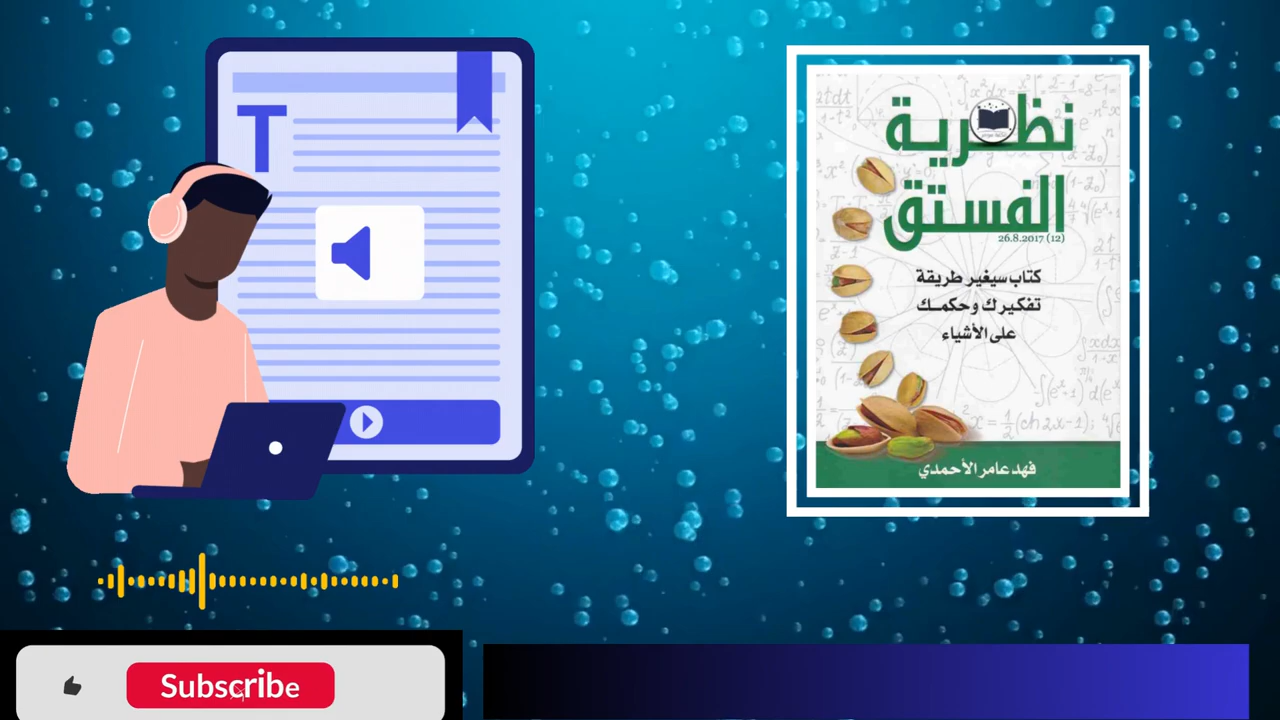 T
نظرية
الفستق
26.8.2017 (12)
كتاب سيغير طريقة
تفكيرك وحكمك
على الأشياء
فهد عامر الأحمدي
Subscribe